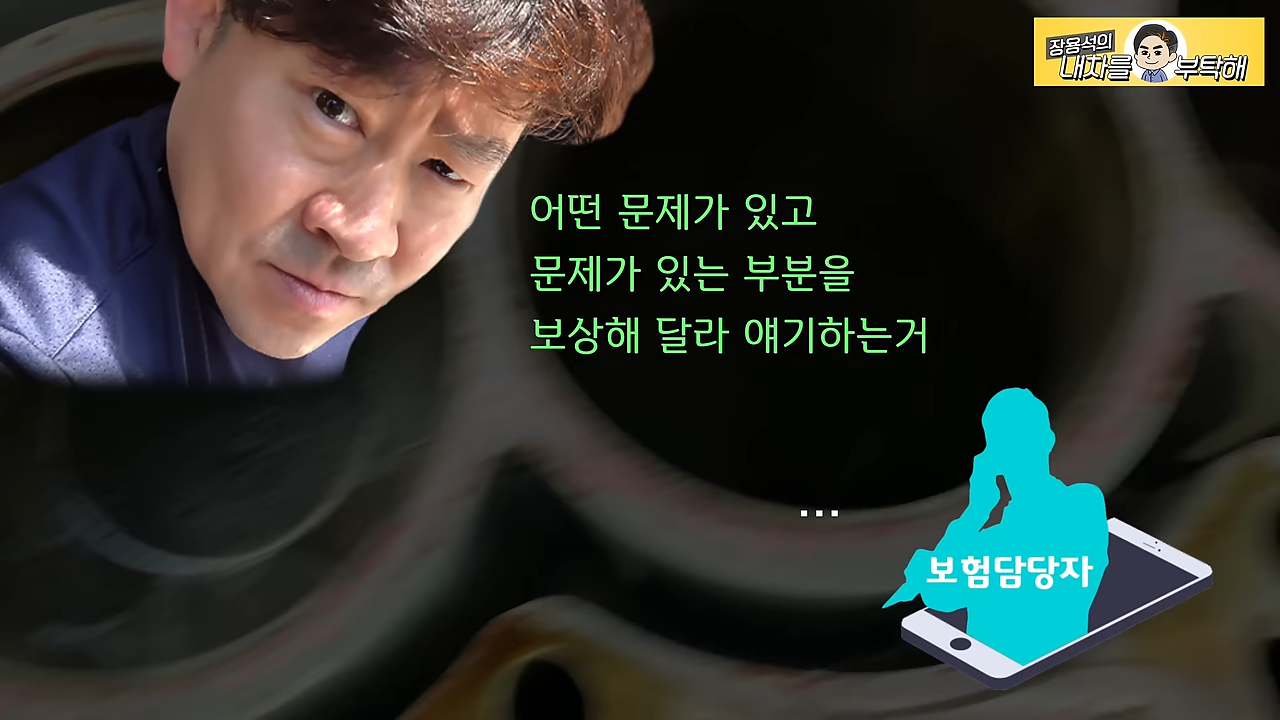 장용석의
내차를 부탁해
어떤 문제가 있고
문제가 있는 부분을
보상해 달라 얘기하는거
...
보험담당자